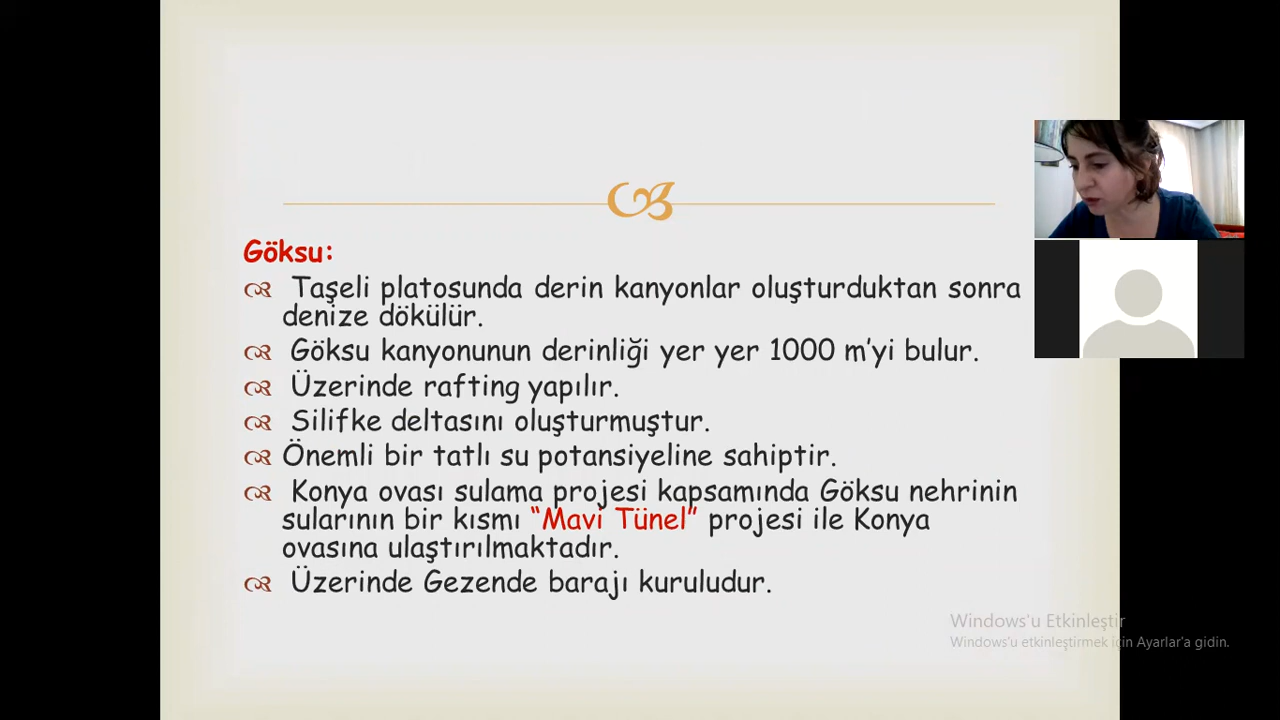 Göksu:
Taşeli platosunda derin kanyonlar oluşturduktan sonra
denize dökülür.
Göksu kanyonunun derinliği yer yer 1000 m’yi bulur.
Üzerinde rafting yapılır.
Silifke deltasını oluşturmuştur.
Önemli bir tatlı su potansiyeline sahiptir.
Konya ovası sulama projesi kapsamında Göksu nehrinin
sularının bir kısmı “Mavi Tünel” projesi ile Konya
ovasına ulaştırılmaktadır.
Üzerinde Gezende barajı kuruludur.
Windows'u Etkinleştir
Windows'u etkinleştirmek için Ayarlar'a gidin.